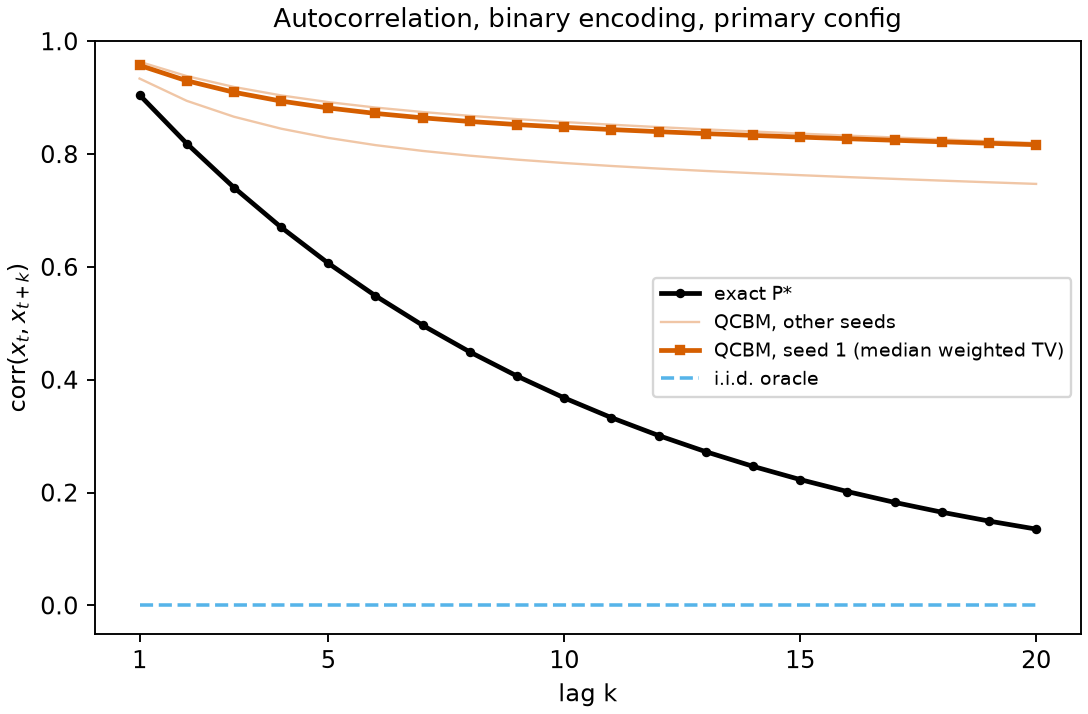 Autocorrelation, binary encoding, primary config
1.0
0.8
0.6
0.4
0.2
0.0
corr(x_t, x_{t+k})
exact P*
QCBM, other seeds
QCBM, seed 1 (median weighted TV)
i.i.d. oracle
1 5 10 15 20
lag k